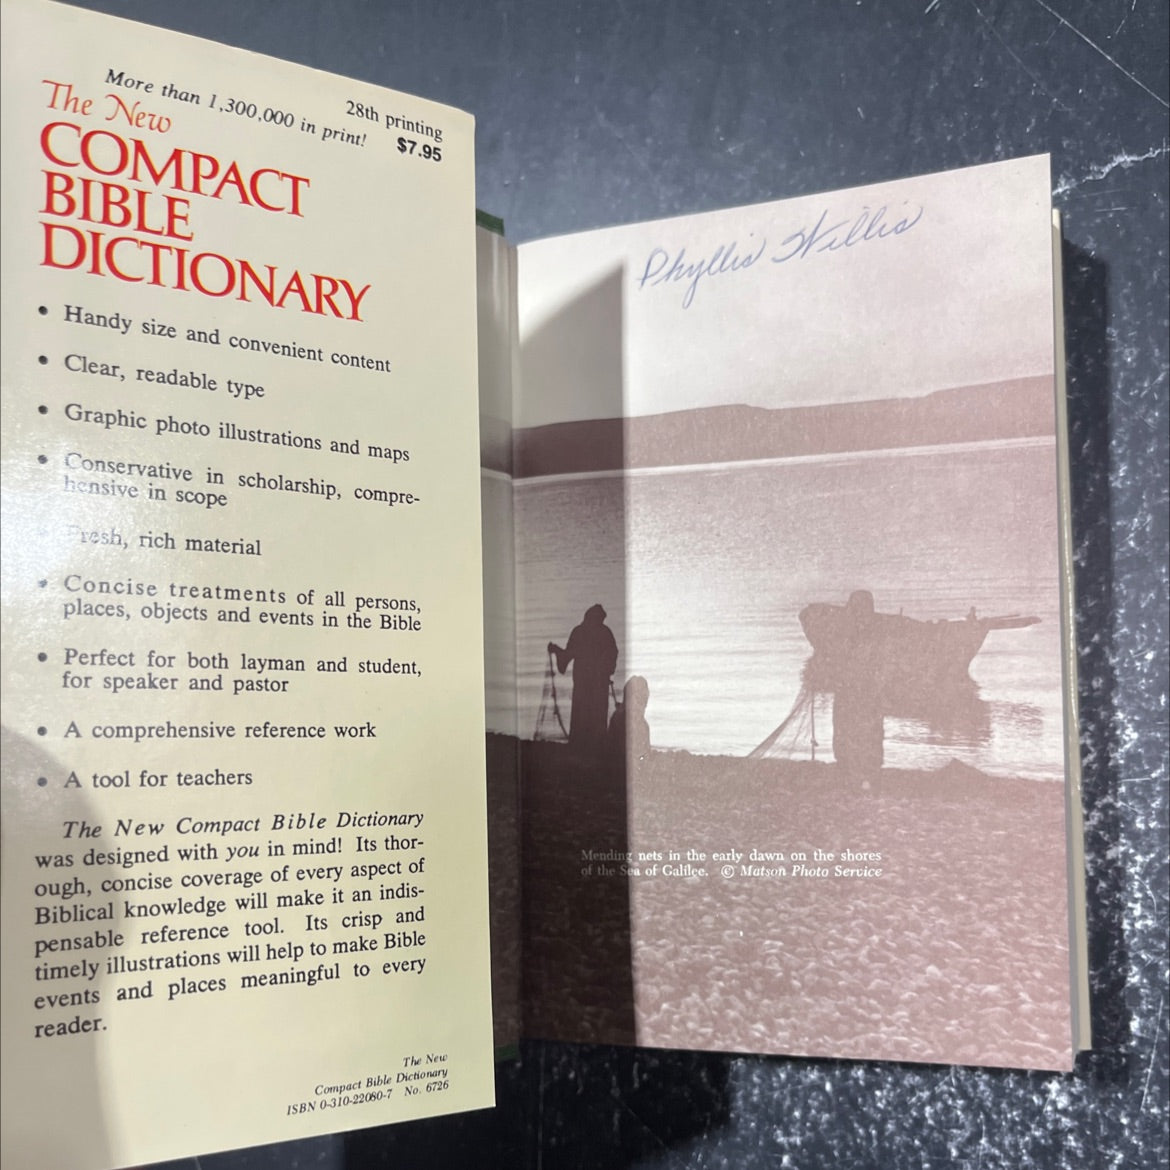 More than 1,300,000 in print!
28th printing
$7.95
The New
COMPACT
BIBLE
DICTIONARY
• Handy size and convenient content
• Clear, readable type
• Graphic photo illustrations and maps
• Conservative in scholarship, compre-
hensive in scope
• Fresh, rich material
• Concise treatments of all persons,
places, objects and events in the Bible
• Perfect for both layman and student,
for speaker and pastor
• A comprehensive reference work
• A tool for teachers
The New Compact Bible Dictionary
was designed with you in mind! Its thor-
ough, concise coverage of every aspect of
Biblical knowledge will make it an indis-
pensable reference tool. Its crisp and
timely illustrations will help to make Bible
events and places meaningful to every
reader.
The New
Compact Bible Dictionary
ISBN 0-310-22080-7 No. 6726
Phyllis Willis
Mending nets in the early dawn on the shores
of the Sea of Galilee. © Matson Photo Service